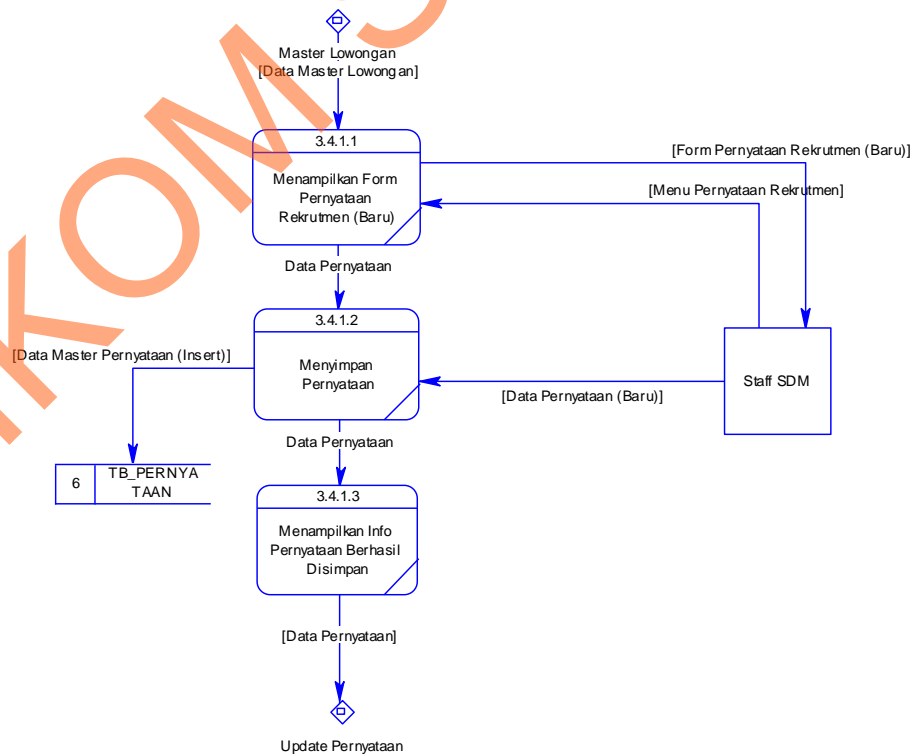 Master Lowongan
[Data Master Lowongan]
3.4.1.1
Menampilkan Form
Pernyataan
Rekrutmen (Baru)
[Form Pernyataan Rekrutmen (Baru)]
[Menu Pernyataan Rekrutmen]
Data Pernyataan
3.4.1.2
Menyimpan
Pernyataan
[Data Master Pernyataan (Insert)]
[Data Pernyataan (Baru)]
Staff SDM
Data Pernyataan
6
TB_PERNYA
TAAN
3.4.1.3
Menampilkan Info
Pernyataan Berhasil
Disimpan
[Data Pernyataan]
Update Pernyataan
IKOM S